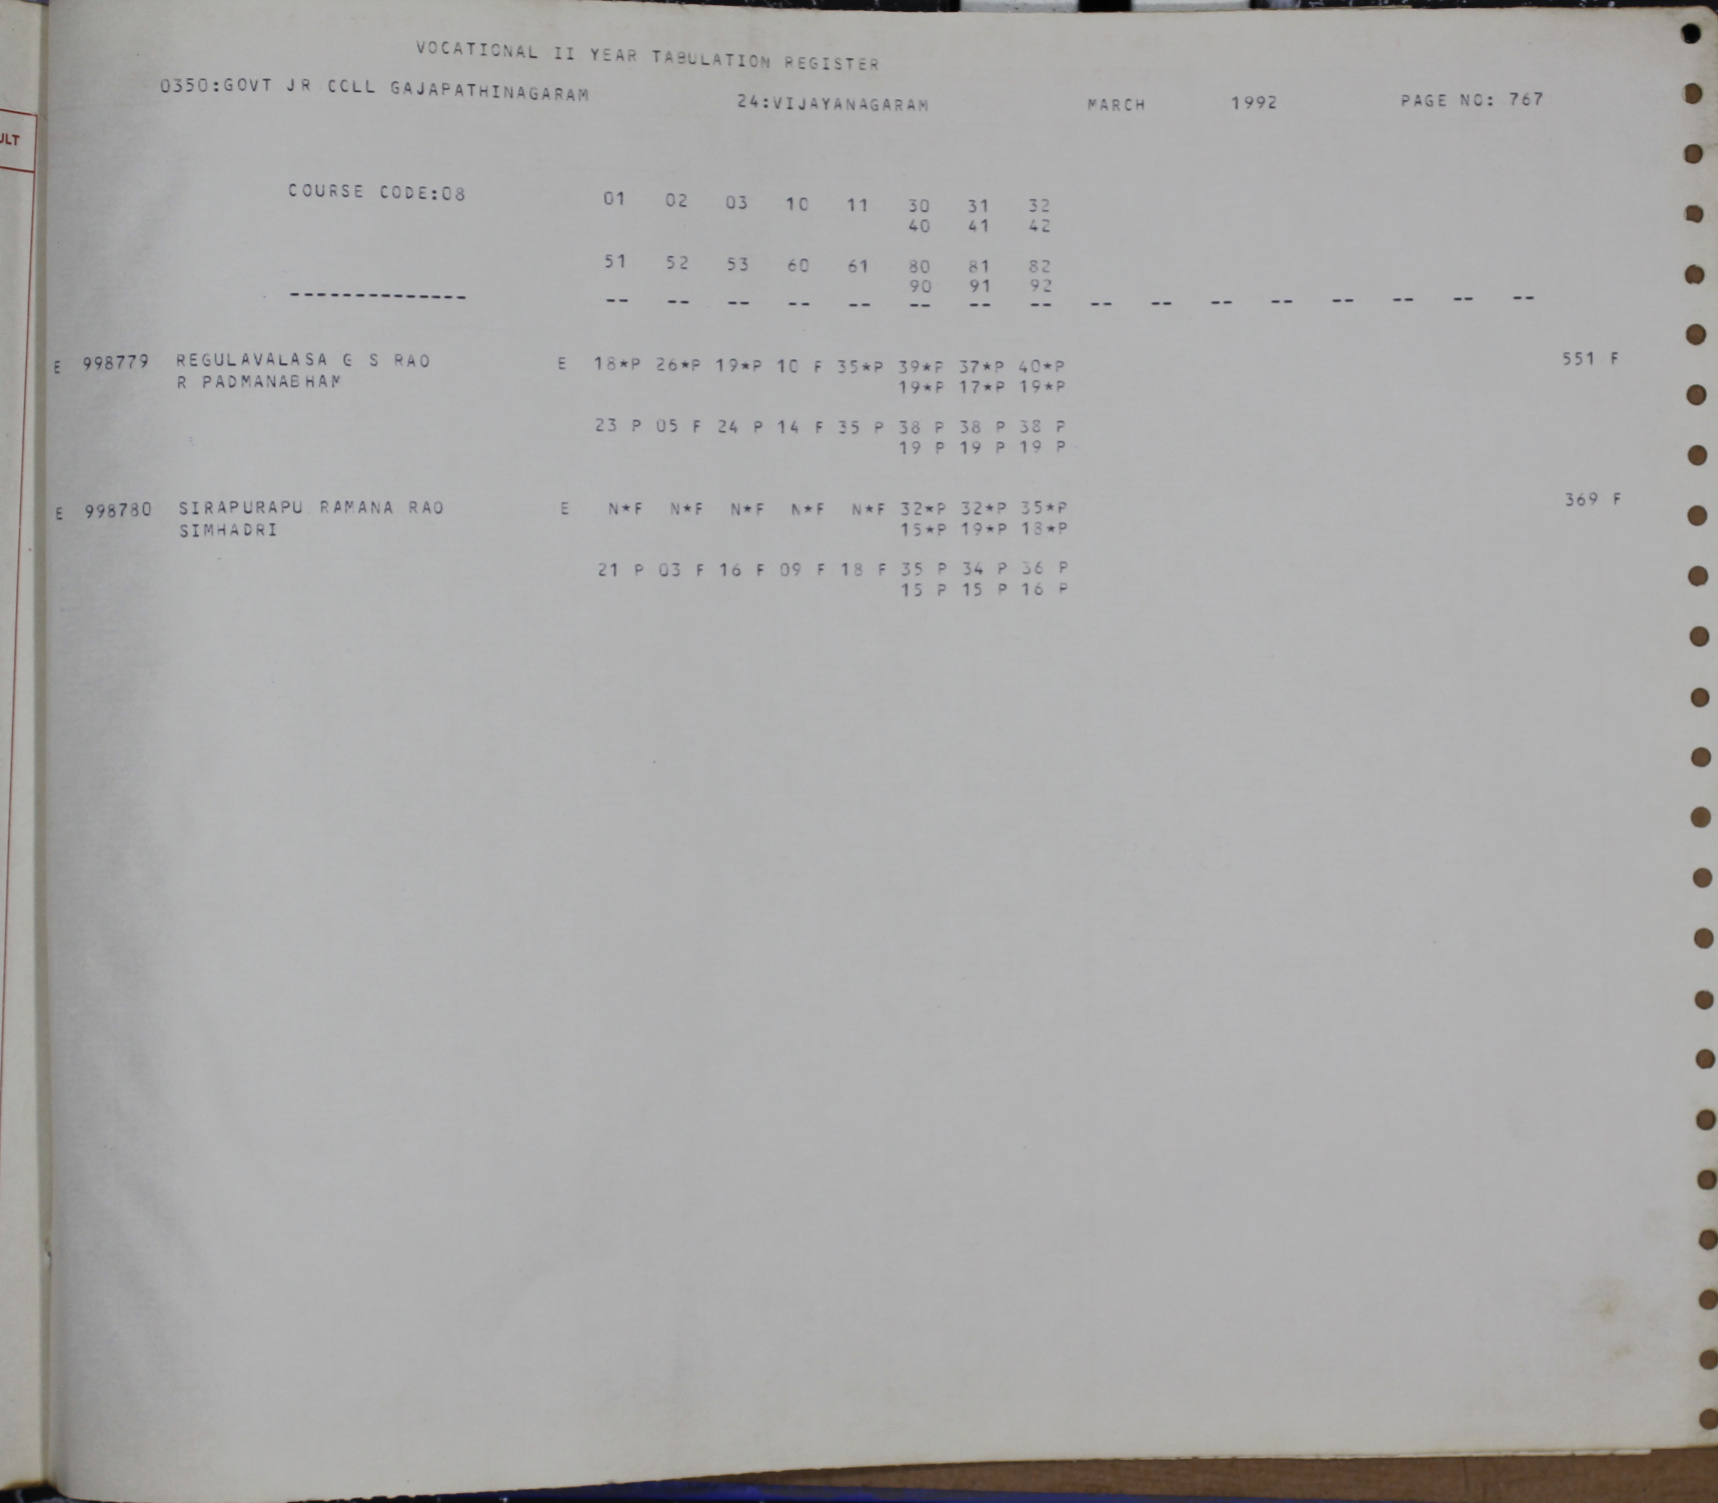 VOCATIONAL II YEAR TABULATION REGISTER
0350:GOVT JR COLL GAJAPATHINAGARAM 24:VIJAYANAGARAM MARCH 1992 PAGE NO: 767
ULT
COURSE CODE:08 01 02 03 10 11 30 31 32
40 41 42
51 52 53 60 61 80 81 82
90 91 92
-------------- -- -- -- -- -- -- -- -- -- -- -- -- -- -- -- --
E 998779 REGULAVALASA G S RAO E 18*P 26*P 19*P 10 F 35*P 39*P 37*P 40*P 551 F
R PADMANABHAM 19*P 17*P 19*P
23 P 05 F 24 P 14 F 35 P 38 P 38 P 38 P
19 P 19 P 19 P
E 998780 SIRAPURAPU RAMANA RAO E N*F N*F N*F N*F N*F 32*P 32*P 35*P 369 F
SIMHADRI 15*P 19*P 18*P
21 P 03 F 16 F 09 F 18 F 35 P 34 P 36 P
15 P 15 P 16 P